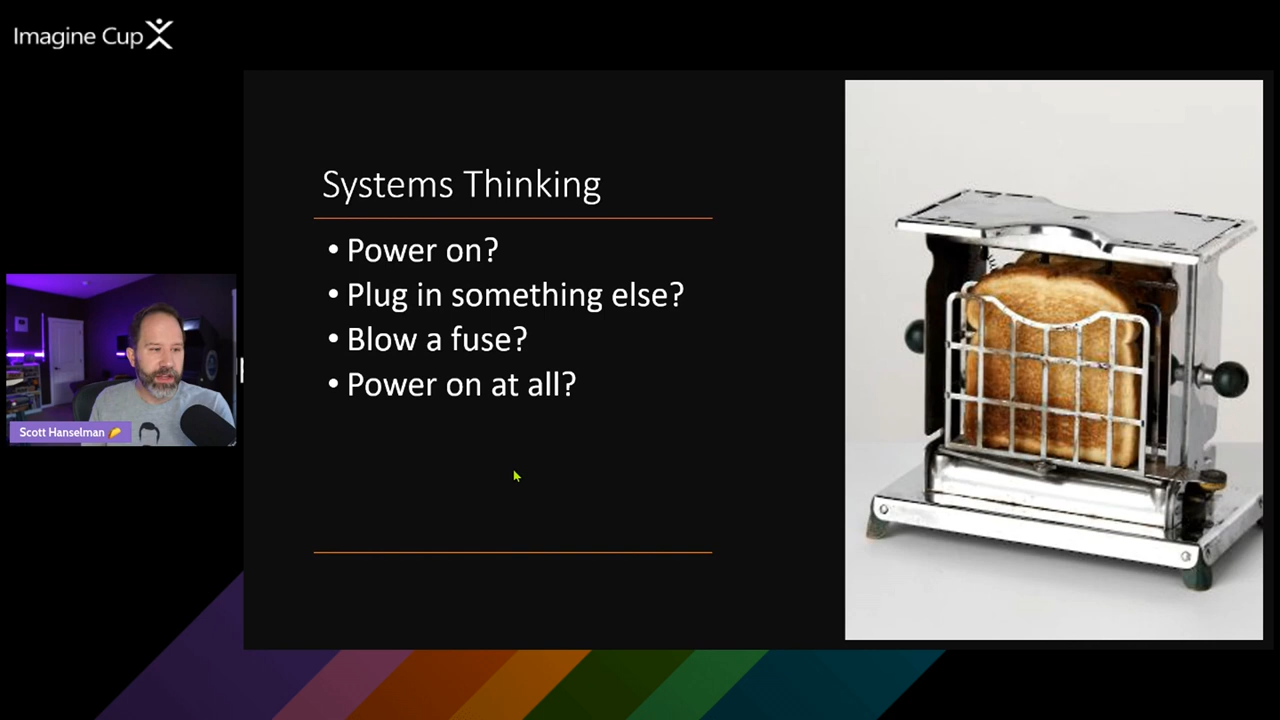 Imagine Cup
Systems Thinking
• Power on?
• Plug in something else?
• Blow a fuse?
• Power on at all?
Scott Hanselman 🌮